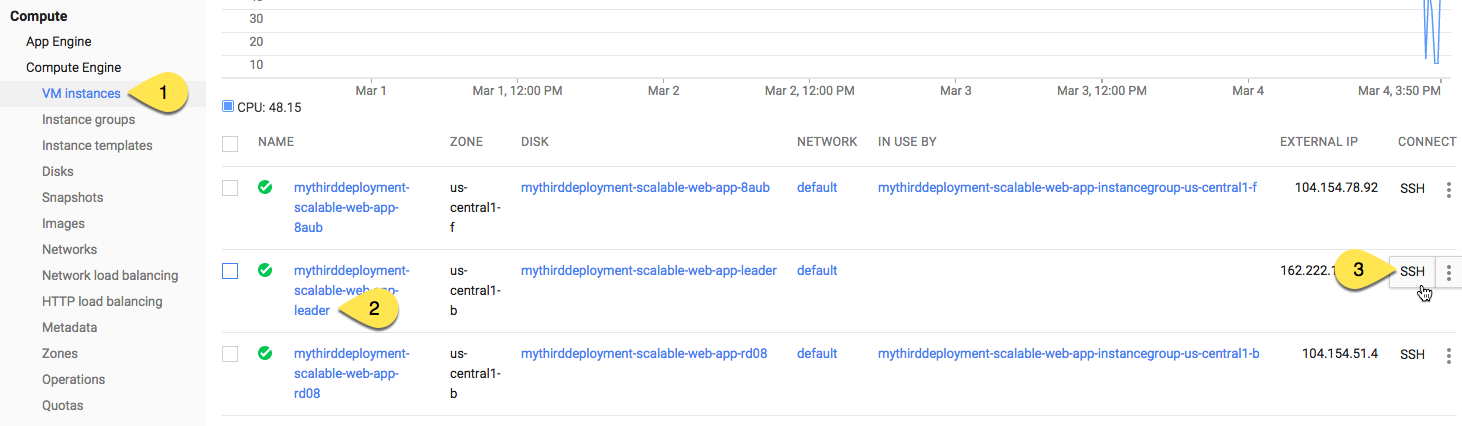 Compute
App Engine
Compute Engine
VM instances
1
Instance groups
Instance templates
Disks
Snapshots
Images
Networks
Network load balancing
HTTP load balancing
Metadata
Zones
Operations
Quotas
30
20
10
Mar 1 Mar 1, 12:00 PM Mar 2 Mar 2, 12:00 PM Mar 3 Mar 3, 12:00 PM Mar 4 Mar 4, 3:50 PM
CPU: 48.15
NAME ZONE DISK NETWORK IN USE BY EXTERNAL IP CONNECT
mythirddeployment- us- mythirddeployment-scalable-web-app-8aub default mythirddeployment-scalable-web-app-instancegroup-us-central1-f 104.154.78.92 SSH
scalable-web-app- central1-
8aub f
mythirddeployment- us- mythirddeployment-scalable-web-app-leader default 162.222.1 3 SSH
scalable-web-app- central1-
leader 2 b
mythirddeployment- us- mythirddeployment-scalable-web-app-rd08 default mythirddeployment-scalable-web-app-instancegroup-us-central1-b 104.154.51.4 SSH
scalable-web-app- central1-
rd08 b